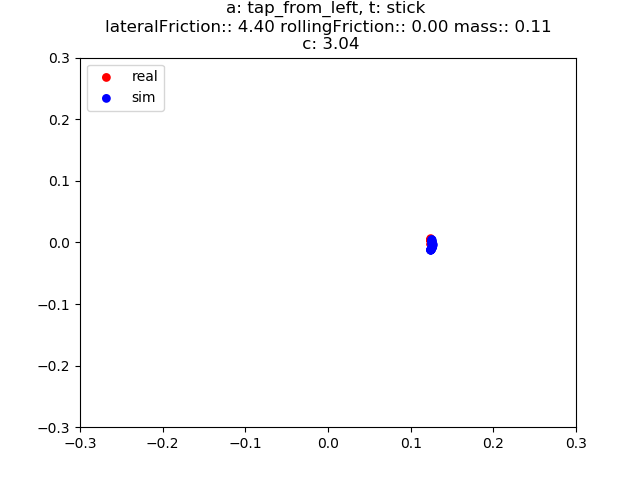 a: tap_from_left, t: stick
lateralFriction:: 4.40 rollingFriction:: 0.00 mass:: 0.11
c: 3.04
real
sim
0.3
0.2
0.1
0.0
−0.1
−0.2
−0.3
−0.3 −0.2 −0.1 0.0 0.1 0.2 0.3